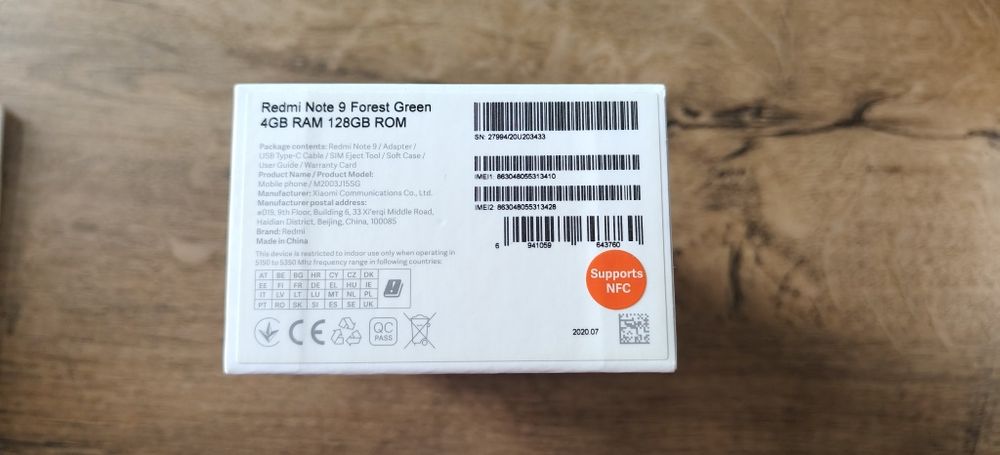 Redmi Note 9 Forest Green
4GB RAM 128GB ROM
Package contents: Redmi Note 9 / Adapter /
USB Type-C Cable / SIM Eject Tool / Soft Case /
User Guide / Warranty Card
Product Name / Product Model:
Mobile phone / M2003J15SG
Manufacturer: Xiaomi Communications Co., Ltd.
Manufacturer postal address:
#019, 9th Floor, Building 6, 33 Xi'erqi Middle Road,
Haidian District, Beijing, China, 100085
Brand: Redmi
Made in China
This device is restricted to indoor use only when operating in
5150 to 5350 Mhz frequency range in following countries:
AT BE BG HR CY CZ DK
EE FI FR DE EL HU IE
IT LV LT LU MT NL PL
PT RO SK SI ES SE UK
CE
QC
PASS
SN: 27994/20U203433
IMEI1: 863048055313410
IMEI2: 863048055313428
6 941059 643760
Supports
NFC
2020.07